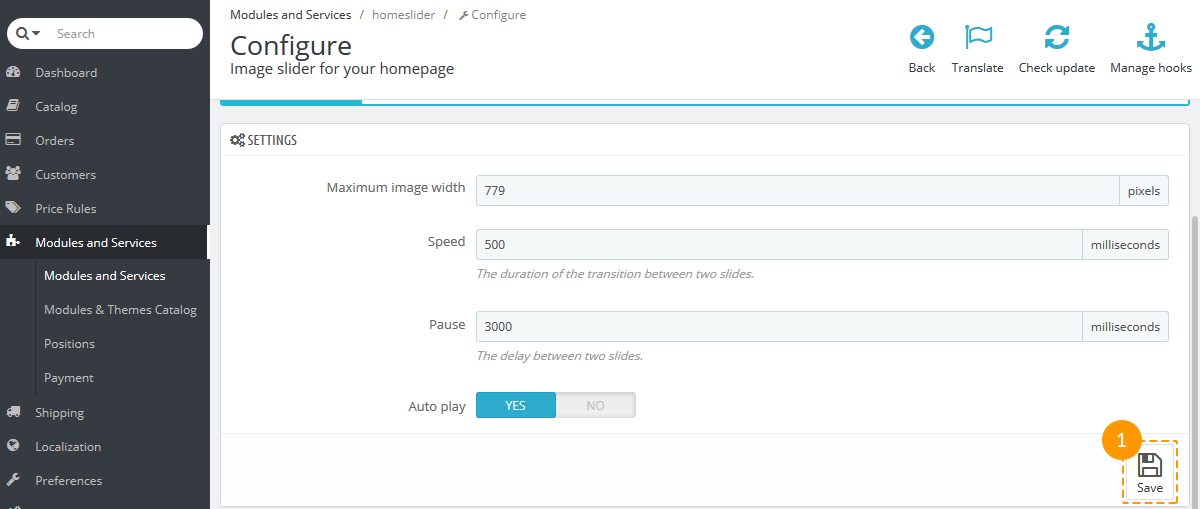 Search
Dashboard
Catalog
Orders
Customers
Price Rules
Modules and Services
Modules and Services
Modules & Themes Catalog
Positions
Payment
Shipping
Localization
Preferences
Modules and Services / homeslider / Configure
Configure
Image slider for your homepage
Back
Translate
Check update
Manage hooks
SETTINGS
Maximum image width 779 pixels
Speed 500 milliseconds
The duration of the transition between two slides.
Pause 3000 milliseconds
The delay between two slides.
Auto play YES NO
1
Save